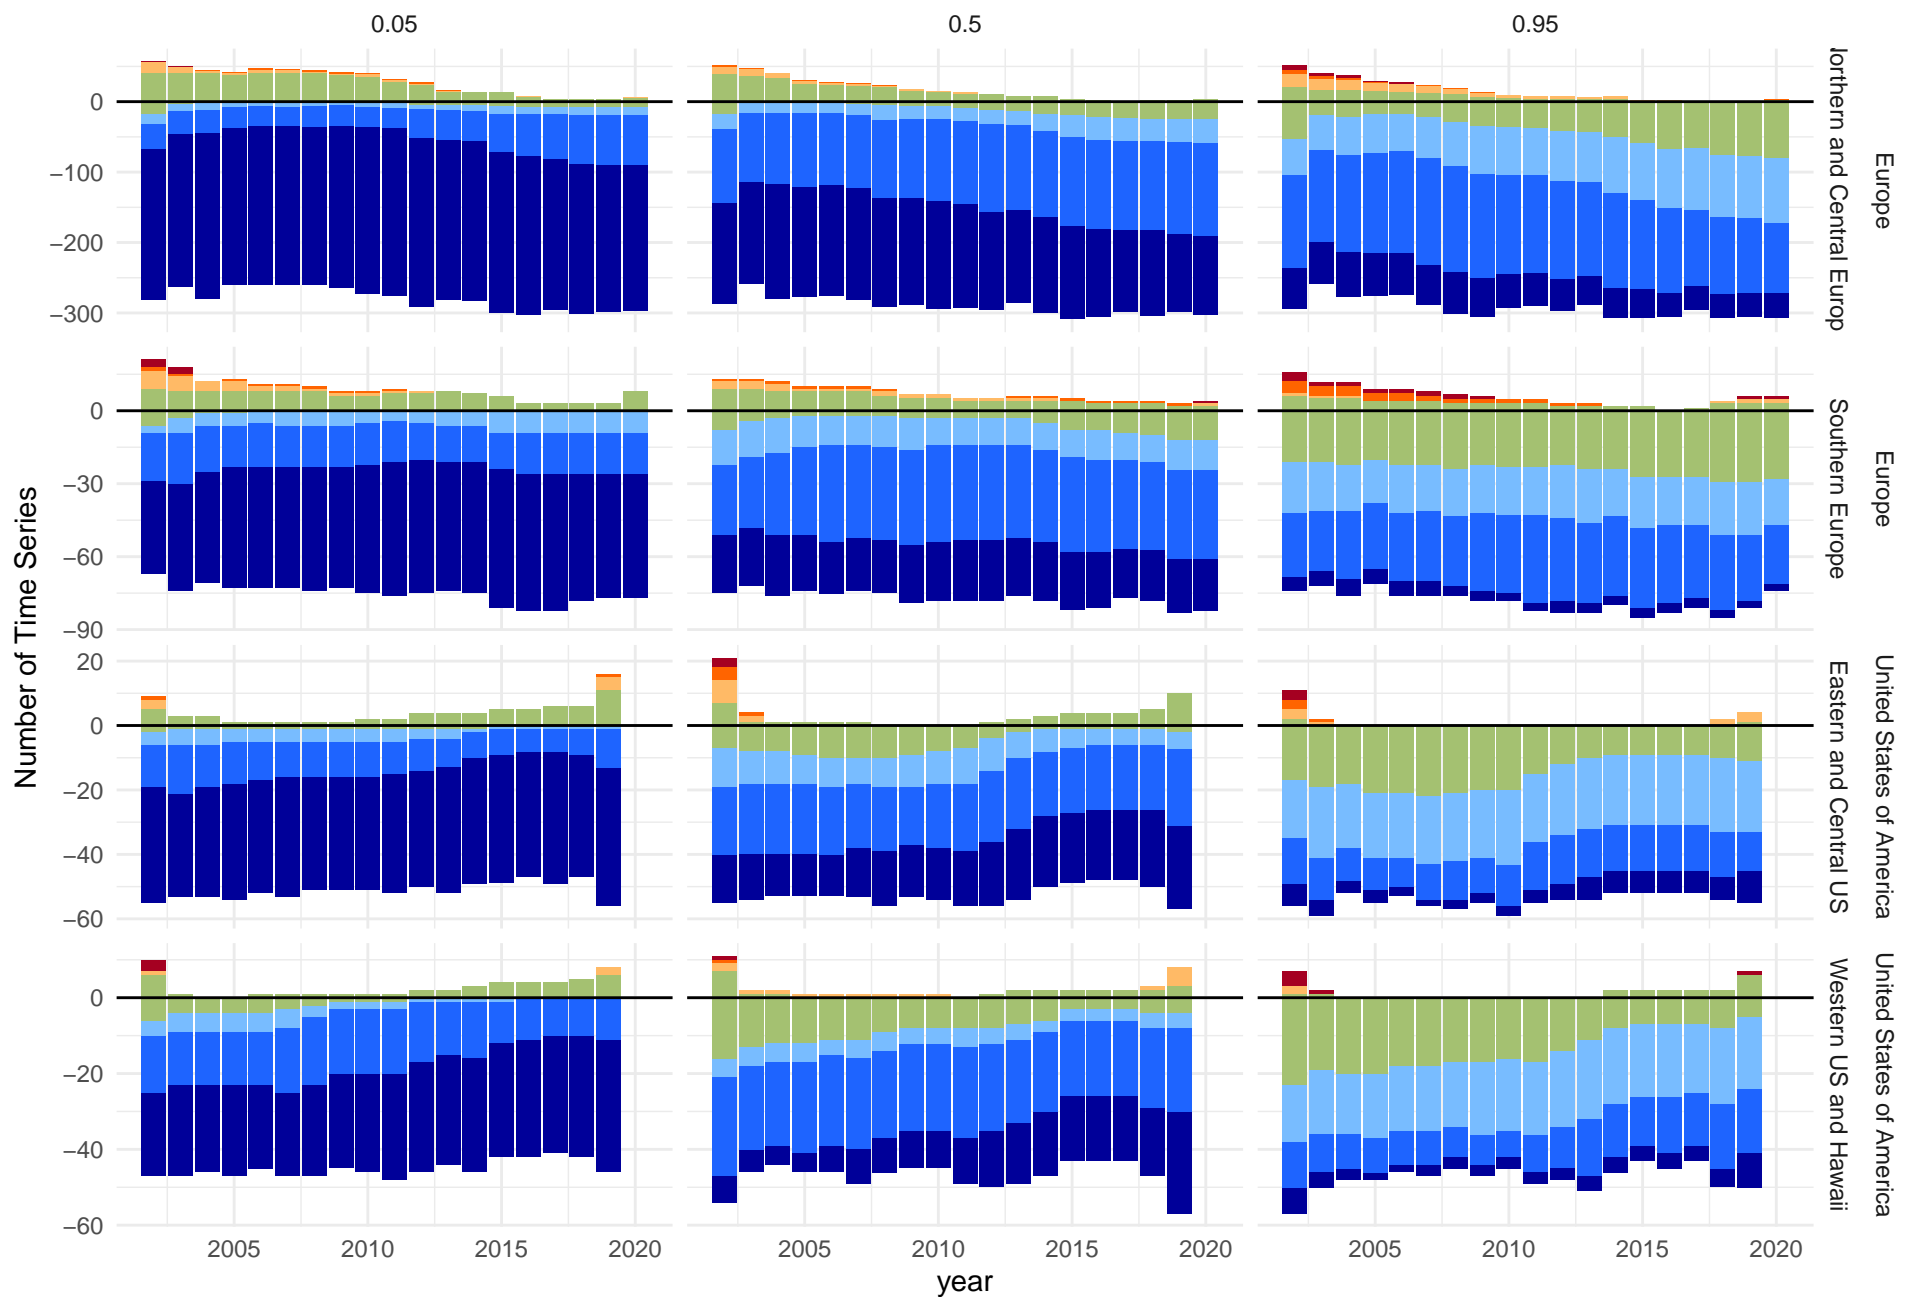 0.05 0.5 0.95
Number of Time Series
0
−100
−200
−300
Northern and Central Europ
Europe
0
−30
−60
−90
Southern Europe
Europe
20
0
−20
−40
−60
Eastern and Central US
United States of America
0
−20
−40
−60
Western US and Hawaii
United States of America
2005 2010 2015 2020 2005 2010 2015 2020 2005 2010 2015 2020
year